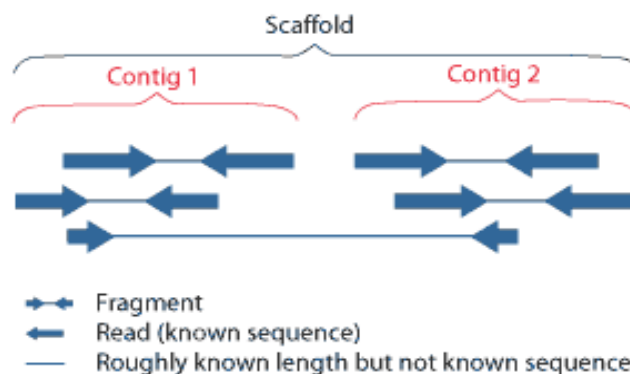 Scaffold
Contig 1
Contig 2
Fragment
Read (known sequence)
Roughly known length but not known sequence